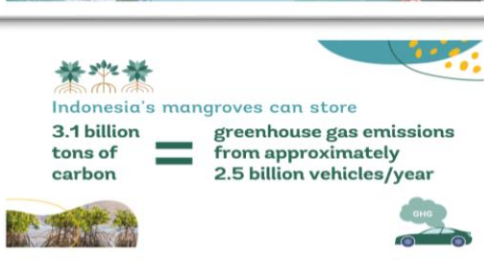 Indonesia's mangroves can store
3.1 billion
tons of
carbon
=
greenhouse gas emissions
from approximately
2.5 billion vehicles/year
GHG